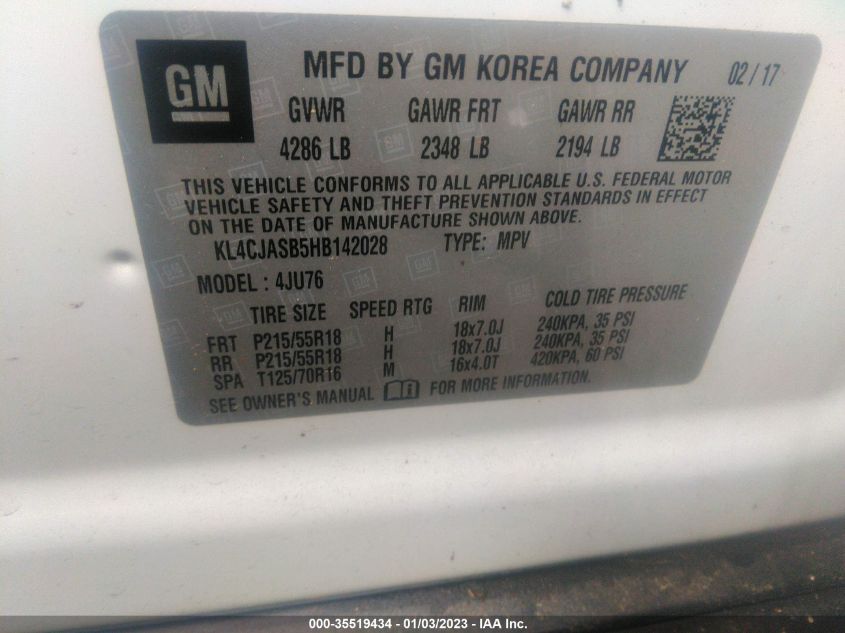 GM MFD BY GM KOREA COMPANY 02/17
GVWR GAWR FRT GAWR RR
4286 LB 2348 LB 2194 LB
THIS VEHICLE CONFORMS TO ALL APPLICABLE U.S. FEDERAL MOTOR
VEHICLE SAFETY AND THEFT PREVENTION STANDARDS IN EFFECT
ON THE DATE OF MANUFACTURE SHOWN ABOVE.
KL4CJASB5HB142028 TYPE: MPV
MODEL : 4JU76
TIRE SIZE SPEED RTG RIM COLD TIRE PRESSURE
FRT P215/55R18 H 18x7.0J 240KPA, 35 PSI
RR P215/55R18 H 18x7.0J 240KPA, 35 PSI
SPA T125/70R16 M 16x4.0T 420KPA, 60 PSI
SEE OWNER'S MANUAL FOR MORE INFORMATION.
000-35519434 - 01/03/2023 - IAA Inc.